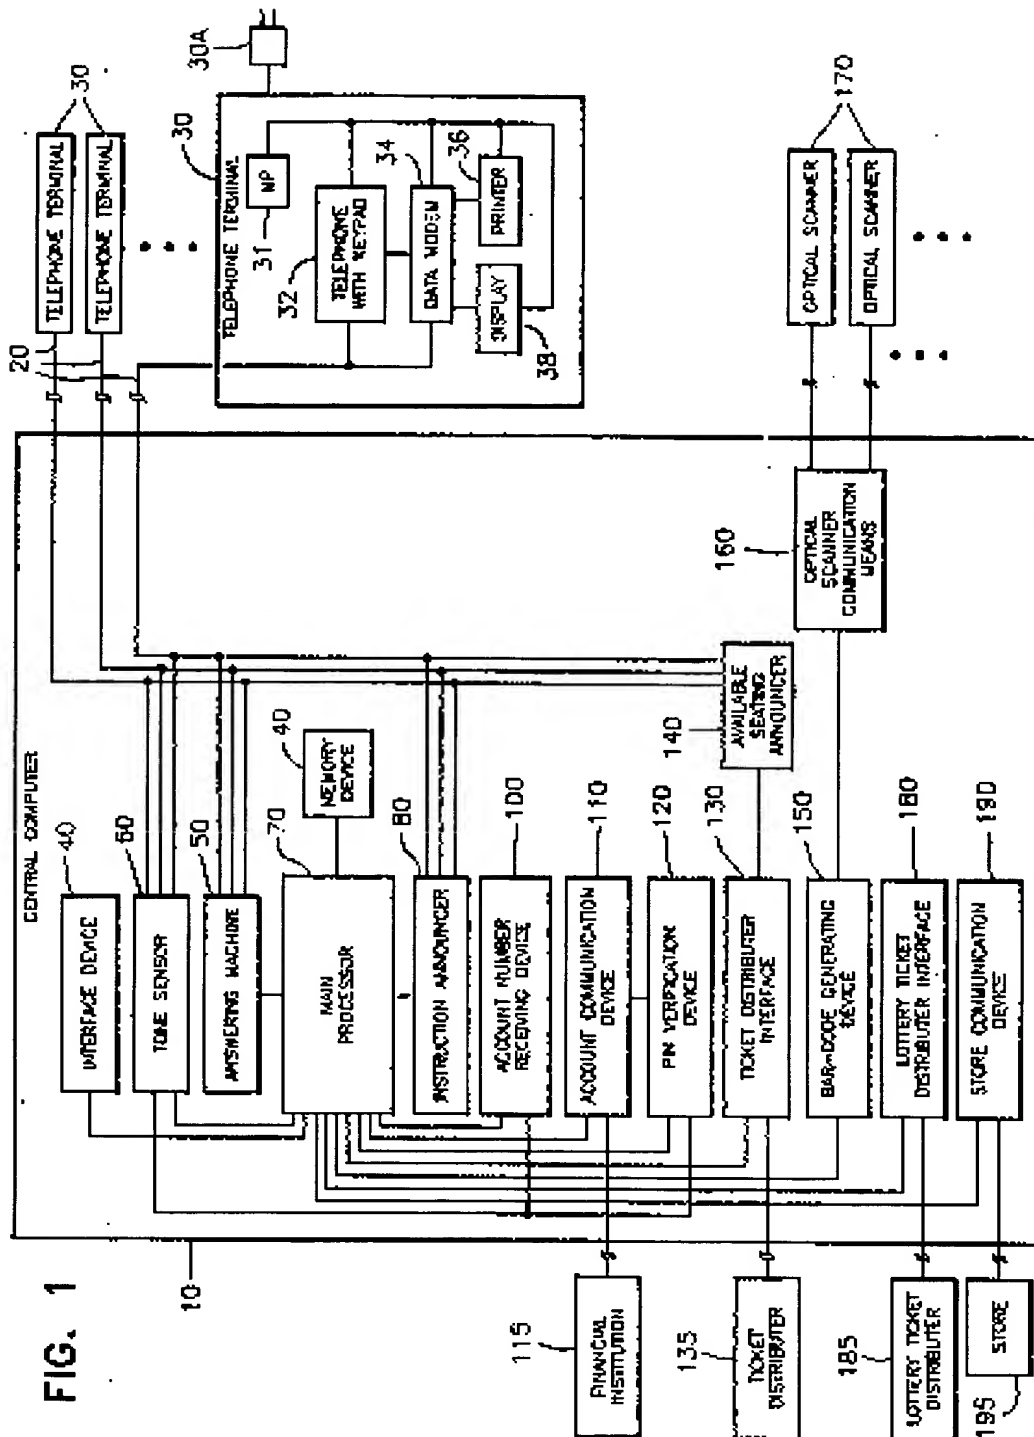 FIG. 1
CENTRAL COMPUTER
10
40
INTERFACE DEVICE
60
TONE SENSOR
50
ANSWERING MACHINE
70
MAIN
PROCESSOR
40
MEMORY
DEVICE
80
INSTRUCTION ANNOUNCER
100
ACCOUNT NUMBER
RECEIVING DEVICE
110
ACCOUNT COMMUNICATION
DEVICE
120
PIN VERIFICATION
DEVICE
130
TICKET DISTRIBUTER
INTERFACE
140
AVAILABLE
SEATING
ANNOUNCER
150
BAR-CODE GENERATING
DEVICE
160
OPTICAL
SCANNER
COMMUNICATION
MEANS
180
LOTTERY TICKET
DISTRIBUTER INTERFACE
190
STORE COMMUNICATION
DEVICE
115
FINANCIAL
INSTITUTION
135
TICKET
DISTRIBUTER
185
LOTTERY TICKET
DISTRIBUTER
195
STORE
20
TELEPHONE TERMINAL
TELEPHONE TERMINAL
30
30
30A
TELEPHONE TERMINAL
31
MP
32
TELEPHONE
WITH KEYPAD
34
DATA MODEM
36
PRINTER
DISPLAY
38
170
OPTICAL SCANNER
OPTICAL SCANNER